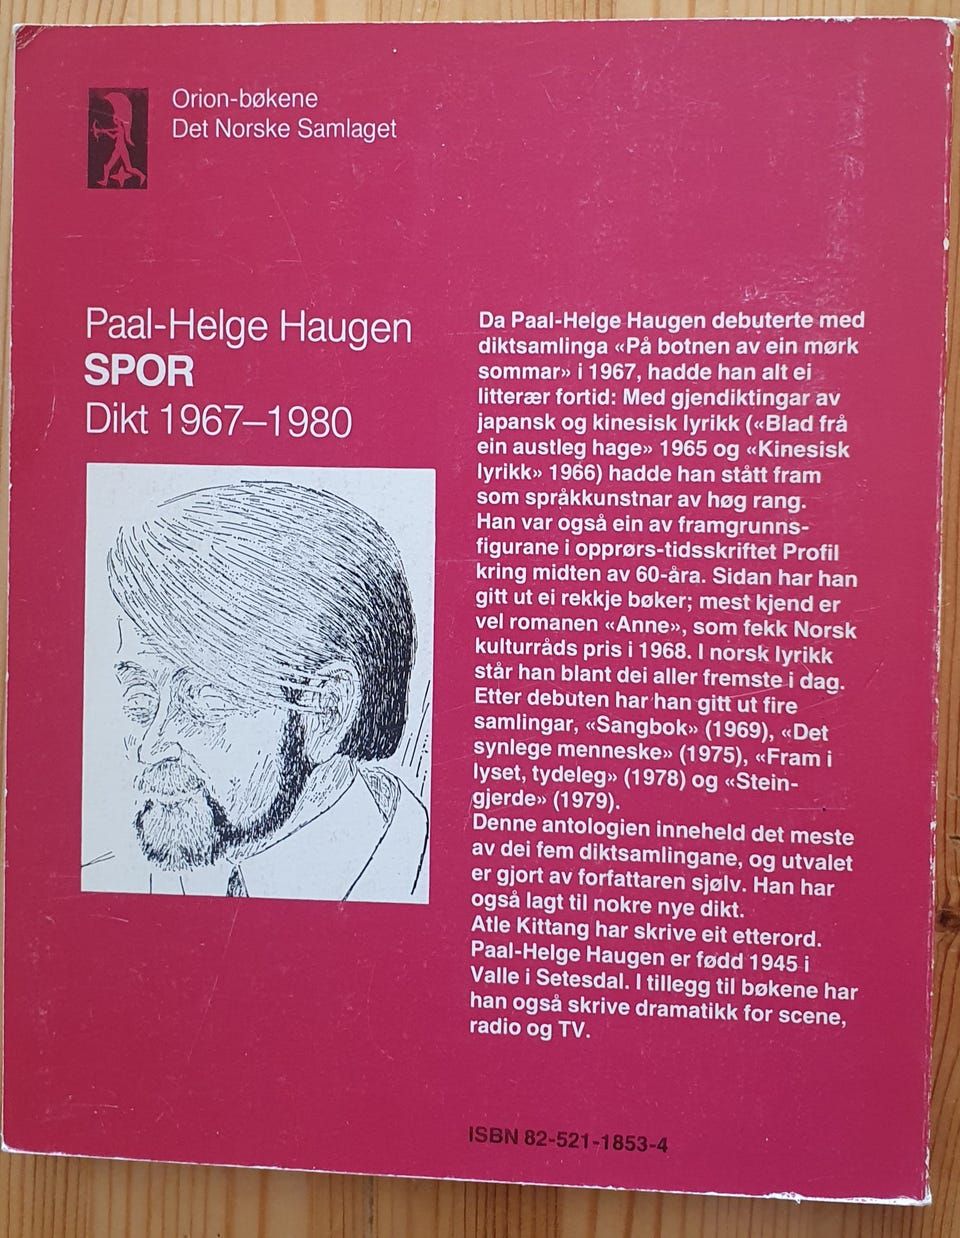 Orion-bøkene
Det Norske Samlaget
Paal-Helge Haugen
SPOR
Dikt 1967–1980
Da Paal-Helge Haugen debuterte med
diktsamlinga «På botnen av ein mørk
sommar» i 1967, hadde han alt ei
litterær fortid: Med gjendiktingar av
japansk og kinesisk lyrikk («Blad frå
ein austleg hage» 1965 og «Kinesisk
lyrikk» 1966) hadde han stått fram
som språkkunstnar av høg rang.
Han var også ein av framgrunns-
figurane i opprørs-tidsskriftet Profil
kring midten av 60-åra. Sidan har han
gitt ut ei rekkje bøker; mest kjend er
vel romanen «Anne», som fekk Norsk
kulturråds pris i 1968. I norsk lyrikk
står han blant dei aller fremste i dag.
Etter debuten har han gitt ut fire
samlingar, «Sangbok» (1969), «Det
synlege menneske» (1975), «Fram i
lyset, tydeleg» (1978) og «Stein-
gjerde» (1979).
Denne antologien inneheld det meste
av dei fem diktsamlingane, og utvalet
er gjort av forfattaren sjølv. Han har
også lagt til nokre nye dikt.
Atle Kittang har skrive eit etterord.
Paal-Helge Haugen er fødd 1945 i
Valle i Setesdal. I tillegg til bøkene har
han også skrive dramatikk for scene,
radio og TV.
ISBN 82-521-1853-4